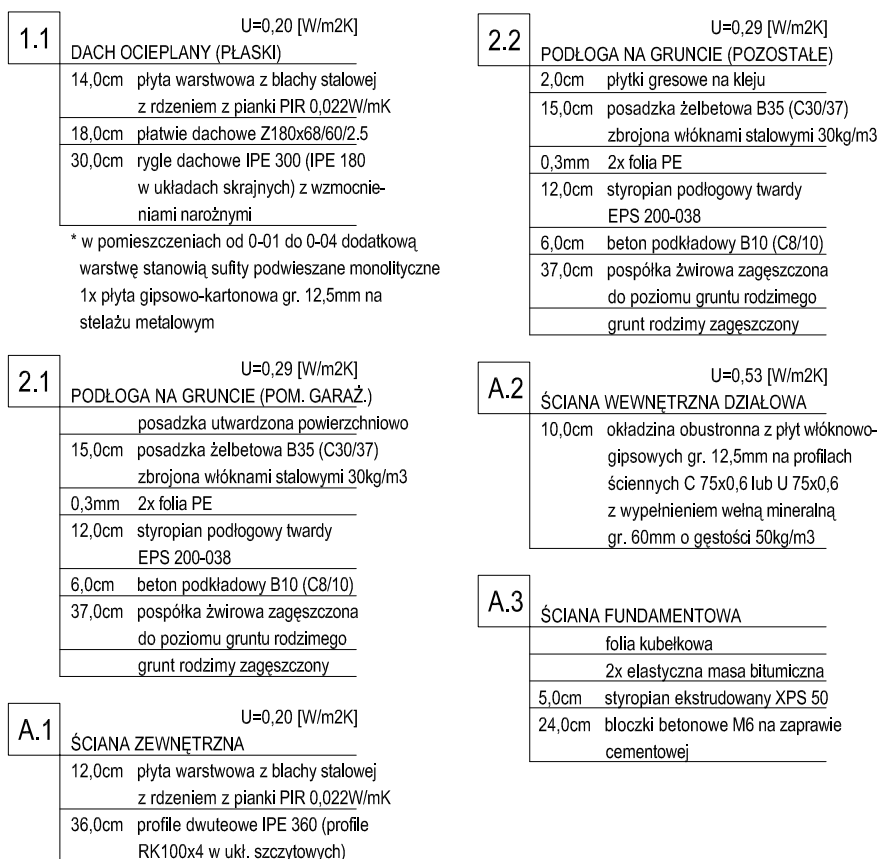 1.1
U=0,20 [W/m2K]
DACH OCIEPLANY (PŁASKI)
14,0cm płyta warstwowa z blachy stalowej
z rdzeniem z pianki PIR 0,022W/mK
18,0cm płatwie dachowe Z180x68/60/2.5
30,0cm rygle dachowe IPE 300 (IPE 180
w układach skrajnych) z wzmocnie-
niami narożnymi
* w pomieszczeniach od 0-01 do 0-04 dodatkową
warstwę stanowią sufity podwieszane monolityczne
1x płyta gipsowo-kartonowa gr. 12,5mm na
stelażu metalowym
2.1
U=0,29 [W/m2K]
PODŁOGA NA GRUNCIE (POM. GARAŻ.)
posadzka utwardzona powierzchniowo
15,0cm posadzka żelbetowa B35 (C30/37)
zbrojona włóknami stalowymi 30kg/m3
0,3mm 2x folia PE
12,0cm styropian podłogowy twardy
EPS 200-038
6,0cm beton podkładowy B10 (C8/10)
37,0cm pospółka żwirowa zagęszczona
do poziomu gruntu rodzimego
grunt rodzimy zagęszczony
A.1
U=0,20 [W/m2K]
ŚCIANA ZEWNĘTRZNA
12,0cm płyta warstwowa z blachy stalowej
z rdzeniem z pianki PIR 0,022W/mK
36,0cm profile dwuteowe IPE 360 (profile
RK100x4 w ukł. szczytowych)
2.2
U=0,29 [W/m2K]
PODŁOGA NA GRUNCIE (POZOSTAŁE)
2,0cm płytki gresowe na kleju
15,0cm posadzka żelbetowa B35 (C30/37)
zbrojona włóknami stalowymi 30kg/m3
0,3mm 2x folia PE
12,0cm styropian podłogowy twardy
EPS 200-038
6,0cm beton podkładowy B10 (C8/10)
37,0cm pospółka żwirowa zagęszczona
do poziomu gruntu rodzimego
grunt rodzimy zagęszczony
A.2
U=0,53 [W/m2K]
ŚCIANA WEWNĘTRZNA DZIAŁOWA
10,0cm okładzina obustronna z płyt włóknowo-
gipsowych gr. 12,5mm na profilach
ściennych C 75x0,6 lub U 75x0,6
z wypełnieniem wełną mineralną
gr. 60mm o gęstości 50kg/m3
A.3
ŚCIANA FUNDAMENTOWA
folia kubełkowa
2x elastyczna masa bitumiczna
5,0cm styropian ekstrudowany XPS 50
24,0cm bloczki betonowe M6 na zaprawie
cementowej